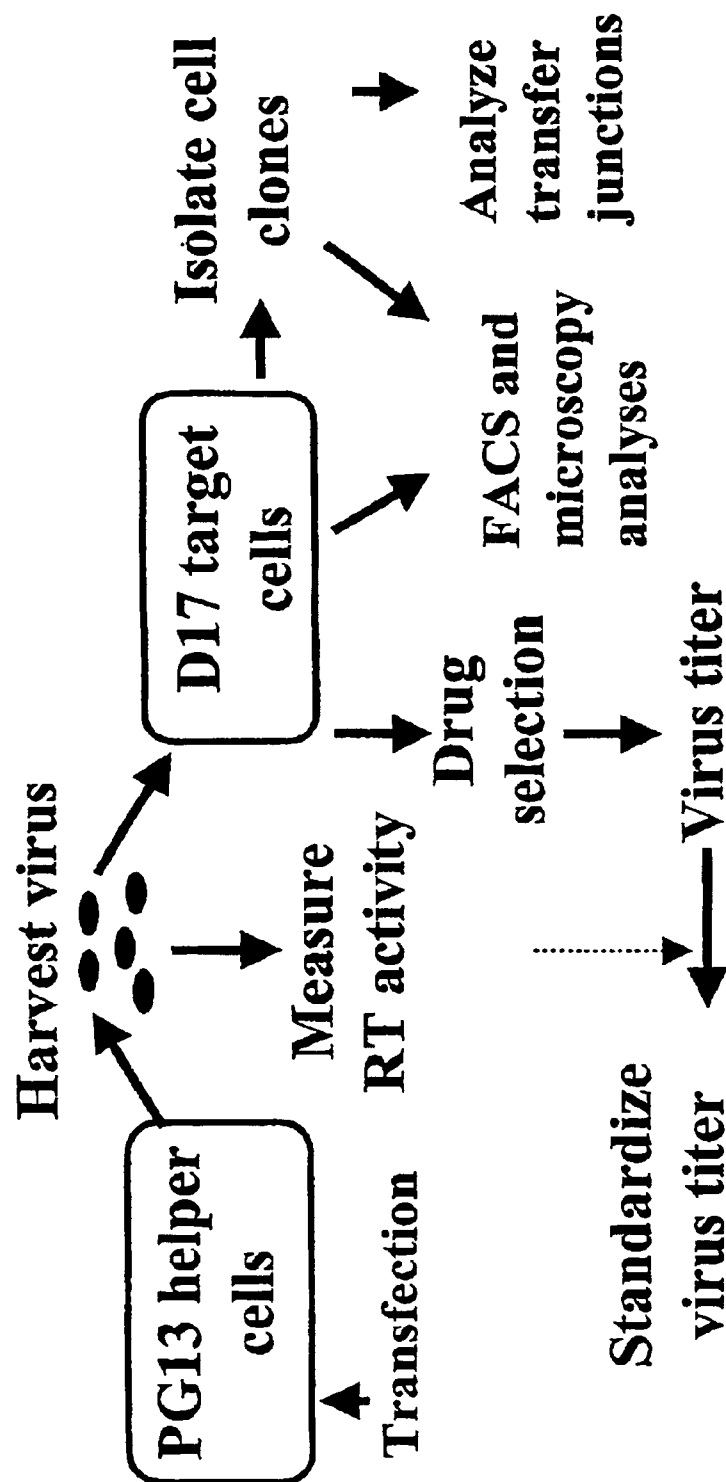 Harvest virus
PG13 helper
cells
D17 target
cells
Isolate cell
clones
Transfection
Measure
RT activity
Drug
selection
FACS and
microscopy
analyses
Analyze
transfer
junctions
Standardize
virus titer
Virus titer